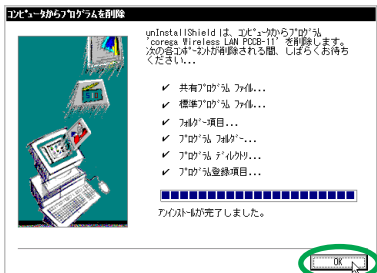 コンピュータからプログラムを削除
unInstallShield は、コンピュータからプログラム
'corega Wireless LAN PCCB-11' を削除します。
次の各コンポーネントが削除される間、しばらくお待ち
ください...
✔ 共有プログラム ファイル...
✔ 標準プログラム ファイル...
✔ フォルダ項目...
✔ プログラム フォルダ...
✔ プログラム ディレクトリ...
✔ プログラム登録項目...
アンインストールが完了しました。
OK